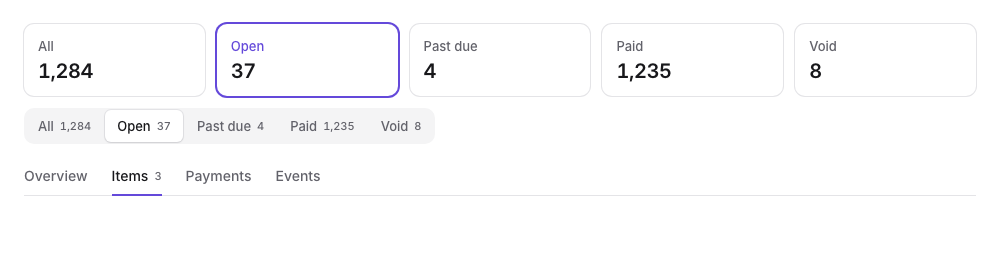 All Open Past due Paid Void
1,284 37 4 1,235 8
All 1,284 Open 37 Past due 4 Paid 1,235 Void 8
Overview Items 3 Payments Events